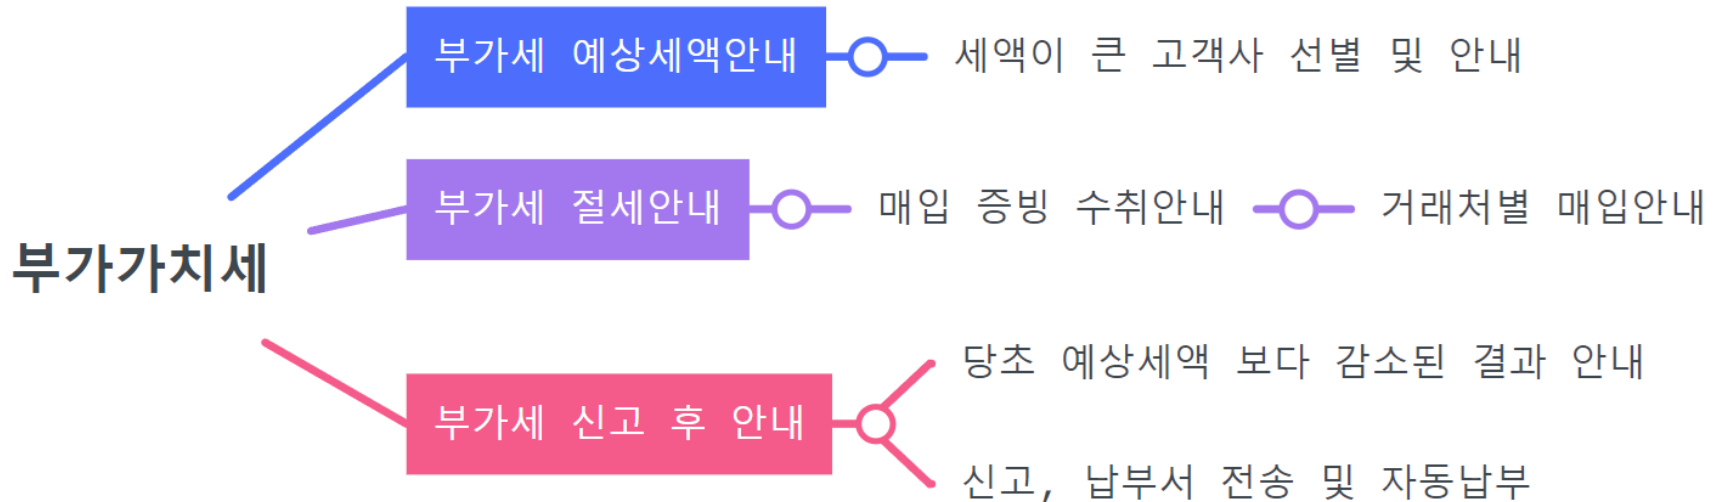 부가가치세
부가세 예상세액안내
세액이 큰 고객사 선별 및 안내
부가세 절세안내
매입 증빙 수취안내
거래처별 매입안내
부가세 신고 후 안내
당초 예상세액 보다 감소된 결과 안내
신고, 납부서 전송 및 자동납부